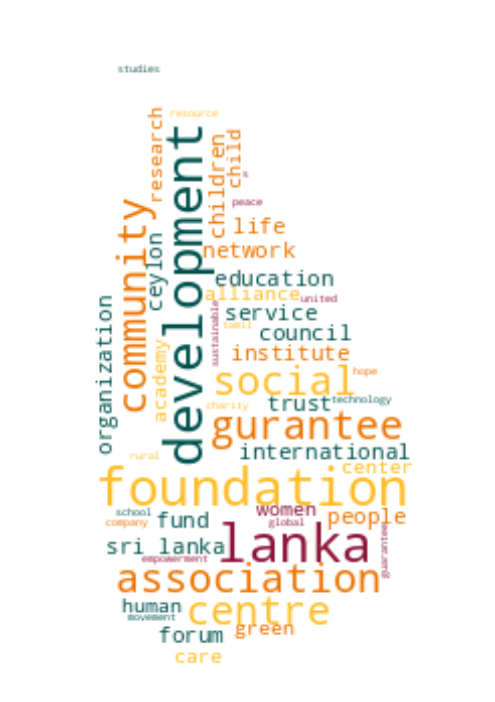 studies
resource
research
development
children
child
s
peace
community
life
ceylon
network
education
alliance
united
organization
sustainable
service
tamil
council
academy
institute
social
hope
trust
technology
charity
gurantee
international
rural
center
foundation
school
company
fund
women
global
people
lanka
guarantee
sri lanka
empowerment
association
human
movement
centre
forum
green
care